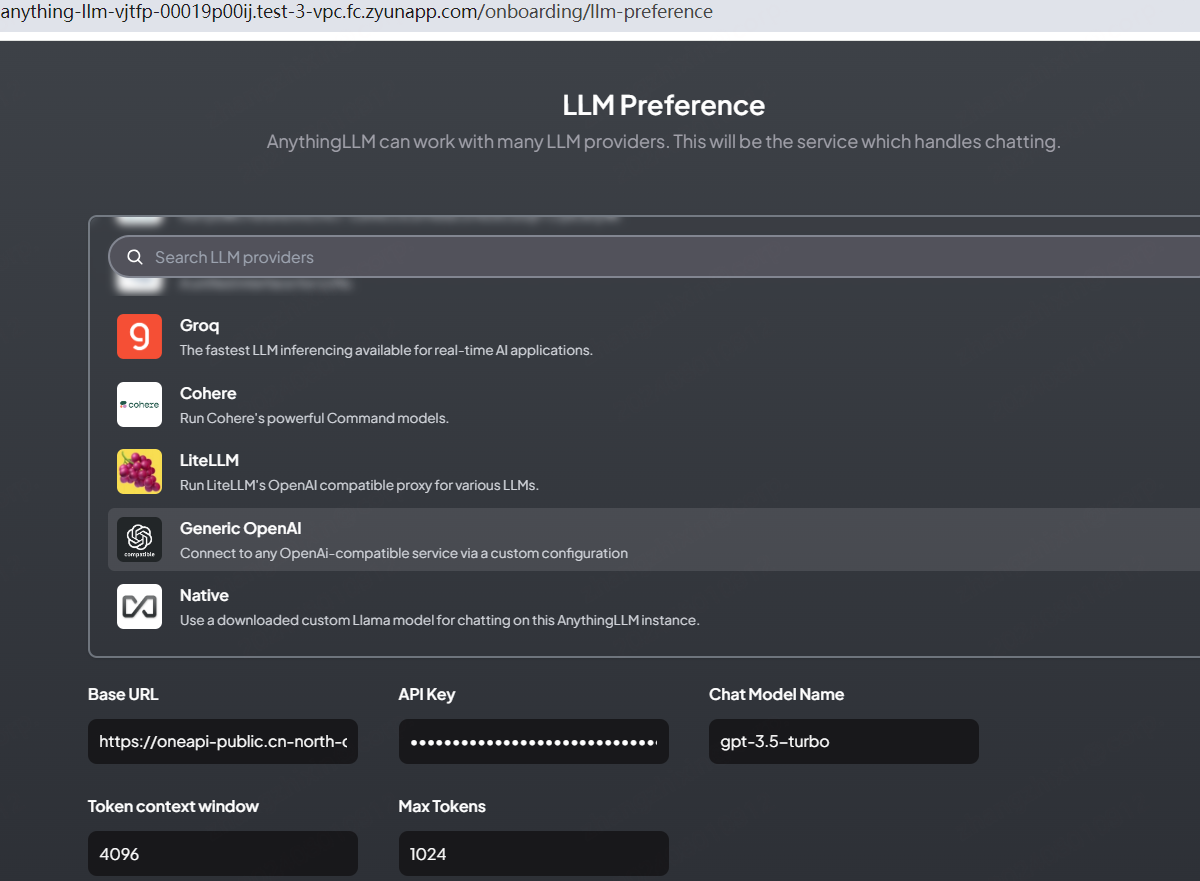 anything-llm-vjtfp-00019p00ij.test-3-vpc.fc.zyunapp.com/onboarding/llm-preference
LLM Preference
AnythingLLM can work with many LLM providers. This will be the service which handles chatting.
Search LLM providers
Groq
The fastest LLM inferencing available for real-time AI applications.
cohere
Cohere
Run Cohere's powerful Command models.
LiteLLM
Run LiteLLM's OpenAI compatible proxy for various LLMs.
compatible
Generic OpenAI
Connect to any OpenAi-compatible service via a custom configuration
Native
Use a downloaded custom Llama model for chatting on this AnythingLLM instance.
Base URL
API Key
Chat Model Name
https://oneapi-public.cn-north-
gpt-3.5-turbo
Token context window
Max Tokens
4096
1024